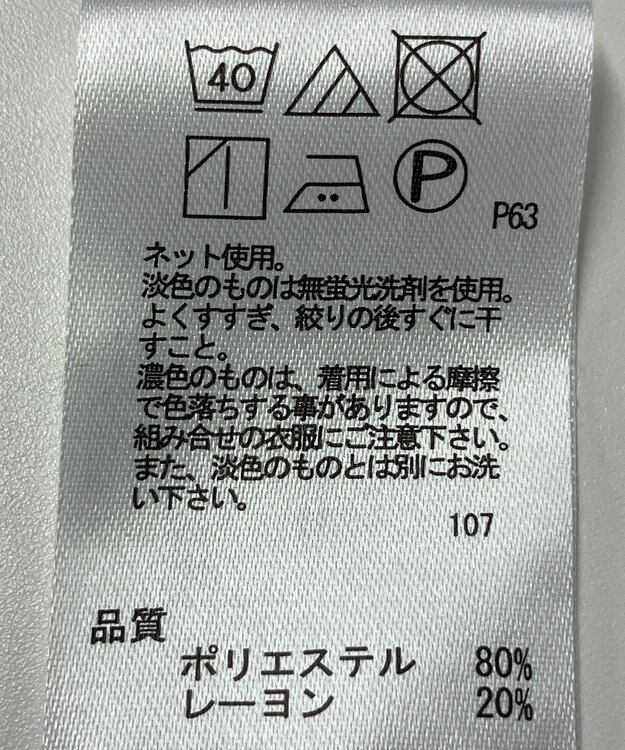 40
P
P63
ネット使用。
淡色のものは無蛍光洗剤を使用。
よくすすぎ、絞りの後すぐに干
すこと。
濃色のものは、着用による摩擦
で色落ちする事がありますので、
組み合せの衣服にご注意下さい。
また、淡色のものとは別にお洗
い下さい。
107
品質
ポリエステル 80%
レーヨン 20%